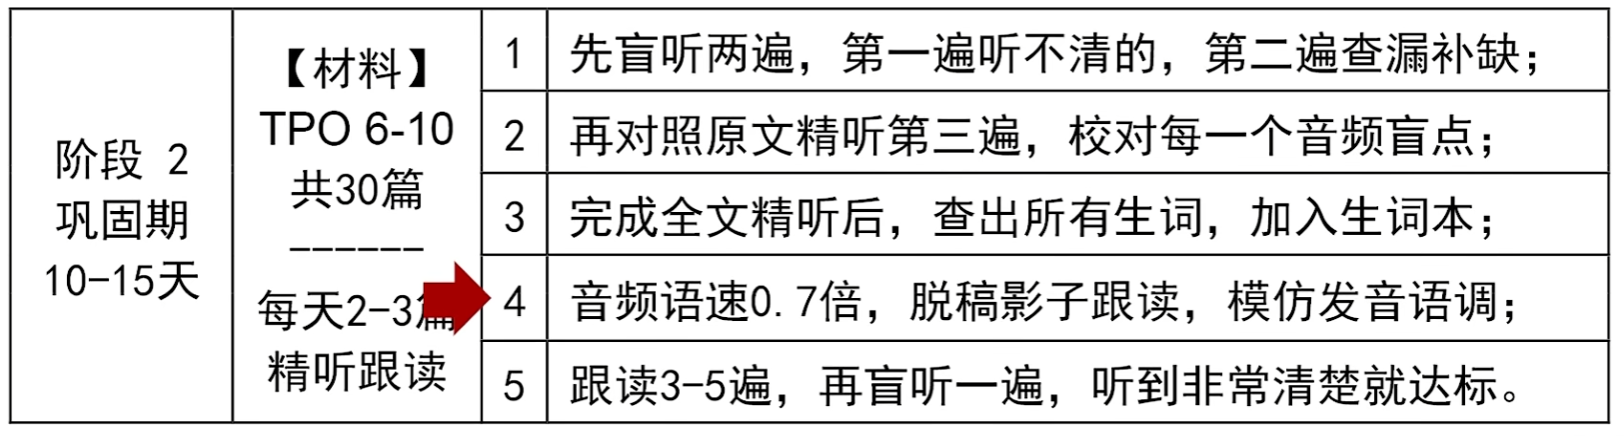 阶段 2
巩固期
10-15天
【材料】
TPO 6-10
共30篇
------
每天2-3篇
精听跟读
1 先盲听两遍，第一遍听不清的，第二遍查漏补缺；
2 再对照原文精听第三遍，校对每一个音频盲点；
3 完成全文精听后，查出所有生词，加入生词本；
4 音频语速0.7倍，脱稿影子跟读，模仿发音语调；
5 跟读3-5遍，再盲听一遍，听到非常清楚就达标。